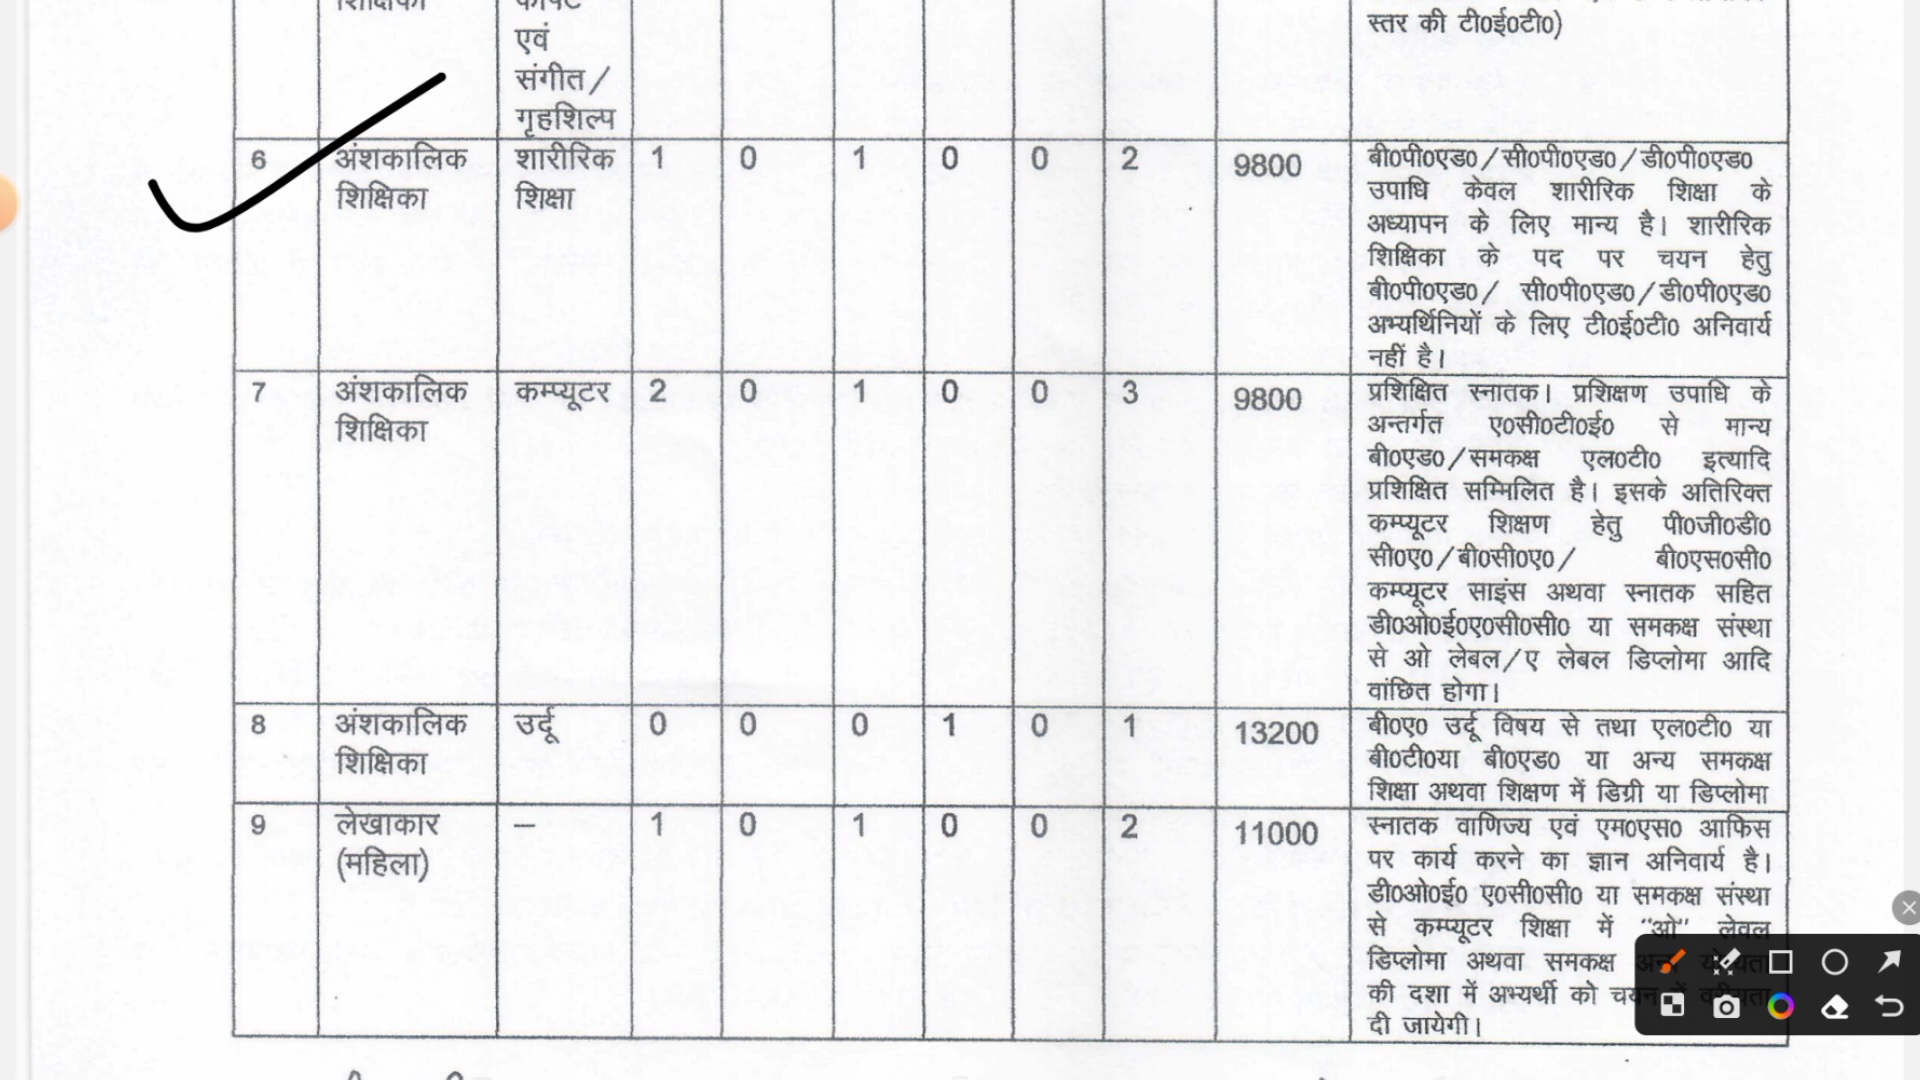 एवं
संगीत/
गृहशिल्प
स्तर की टी0ई0टी0)
6 अंशकालिक शारीरिक 1 0 1 0 0 2 9800
शिक्षिका शिक्षा
बी0पी0एड0/सी0पी0एड0/डी0पी0एड0
उपाधि केवल शारीरिक शिक्षा के
अध्यापन के लिए मान्य है। शारीरिक
शिक्षिका के पद पर चयन हेतु
बी0पी0एड0/ सी0पी0एड0/डी0पी0एड0
अभ्यर्थिनियों के लिए टी0ई0टी0 अनिवार्य
नहीं है।
7 अंशकालिक कम्प्यूटर 2 0 1 0 0 3 9800
शिक्षिका
प्रशिक्षित स्नातक। प्रशिक्षण उपाधि के
अन्तर्गत ए0सी0टी0ई0 से मान्य
बी0एड0/समकक्ष एल0टी0 इत्यादि
प्रशिक्षित सम्मिलित है। इसके अतिरिक्त
कम्प्यूटर शिक्षण हेतु पी0जी0डी0
सी0ए0/बी0सी0ए0/ बी0एस0सी0
कम्प्यूटर साइंस अथवा स्नातक सहित
डी0ओ0ई0ए0सी0सी0 या समकक्ष संस्था
से ओ लेबल/ए लेबल डिप्लोमा आदि
वांछित होगा।
8 अंशकालिक उर्दू 0 0 0 1 0 1 13200
शिक्षिका
बी0ए0 उर्दू विषय से तथा एल0टी0 या
बी0टी0या बी0एड0 या अन्य समकक्ष
शिक्षा अथवा शिक्षण में डिग्री या डिप्लोमा
9 लेखाकार – 1 0 1 0 0 2 11000
(महिला)
स्नातक वाणिज्य एवं एम0एस0 आफिस
पर कार्य करने का ज्ञान अनिवार्य है।
डी0ओ0ई0 ए0सी0सी0 या समकक्ष संस्था
से कम्प्यूटर शिक्षा में "ओ" लेवल
डिप्लोमा अथवा समकक्ष अन्य योग्यता
की दशा में अभ्यर्थी को चयन में वरीयता
दी जायेगी।